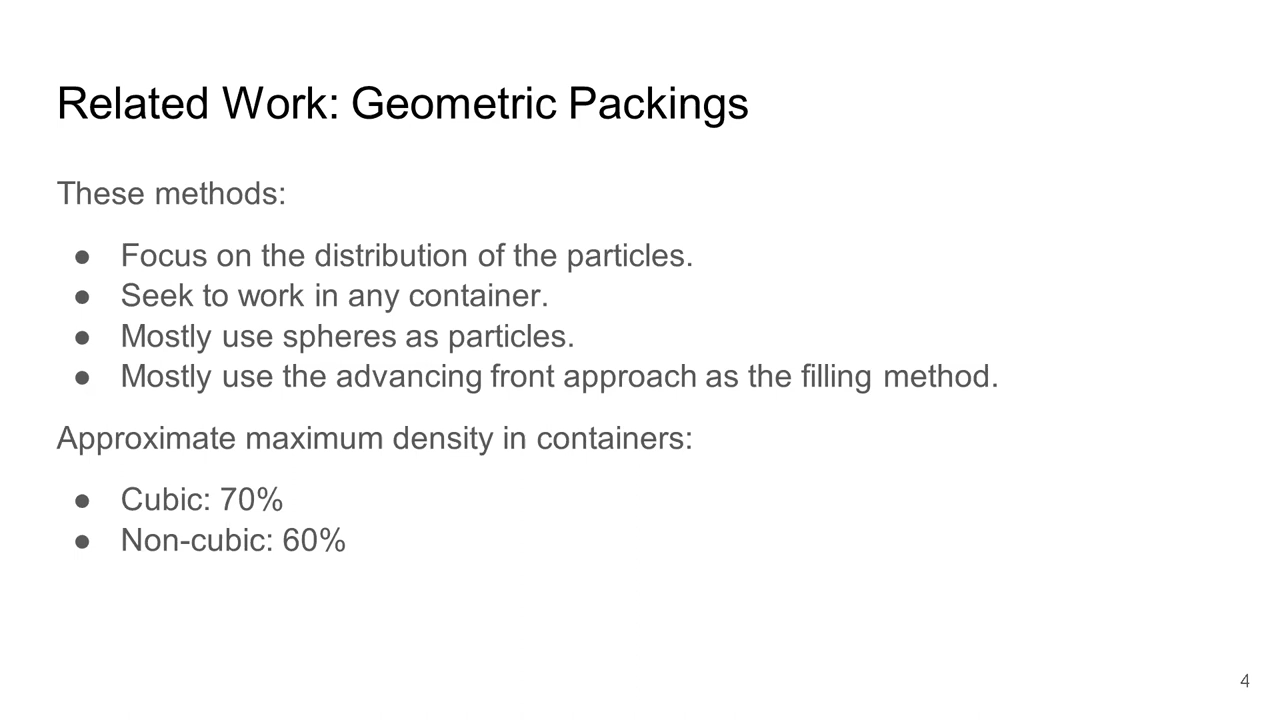 Related Work: Geometric Packings
These methods:
● Focus on the distribution of the particles.
● Seek to work in any container.
● Mostly use spheres as particles.
● Mostly use the advancing front approach as the filling method.
Approximate maximum density in containers:
● Cubic: 70%
● Non-cubic: 60%
4